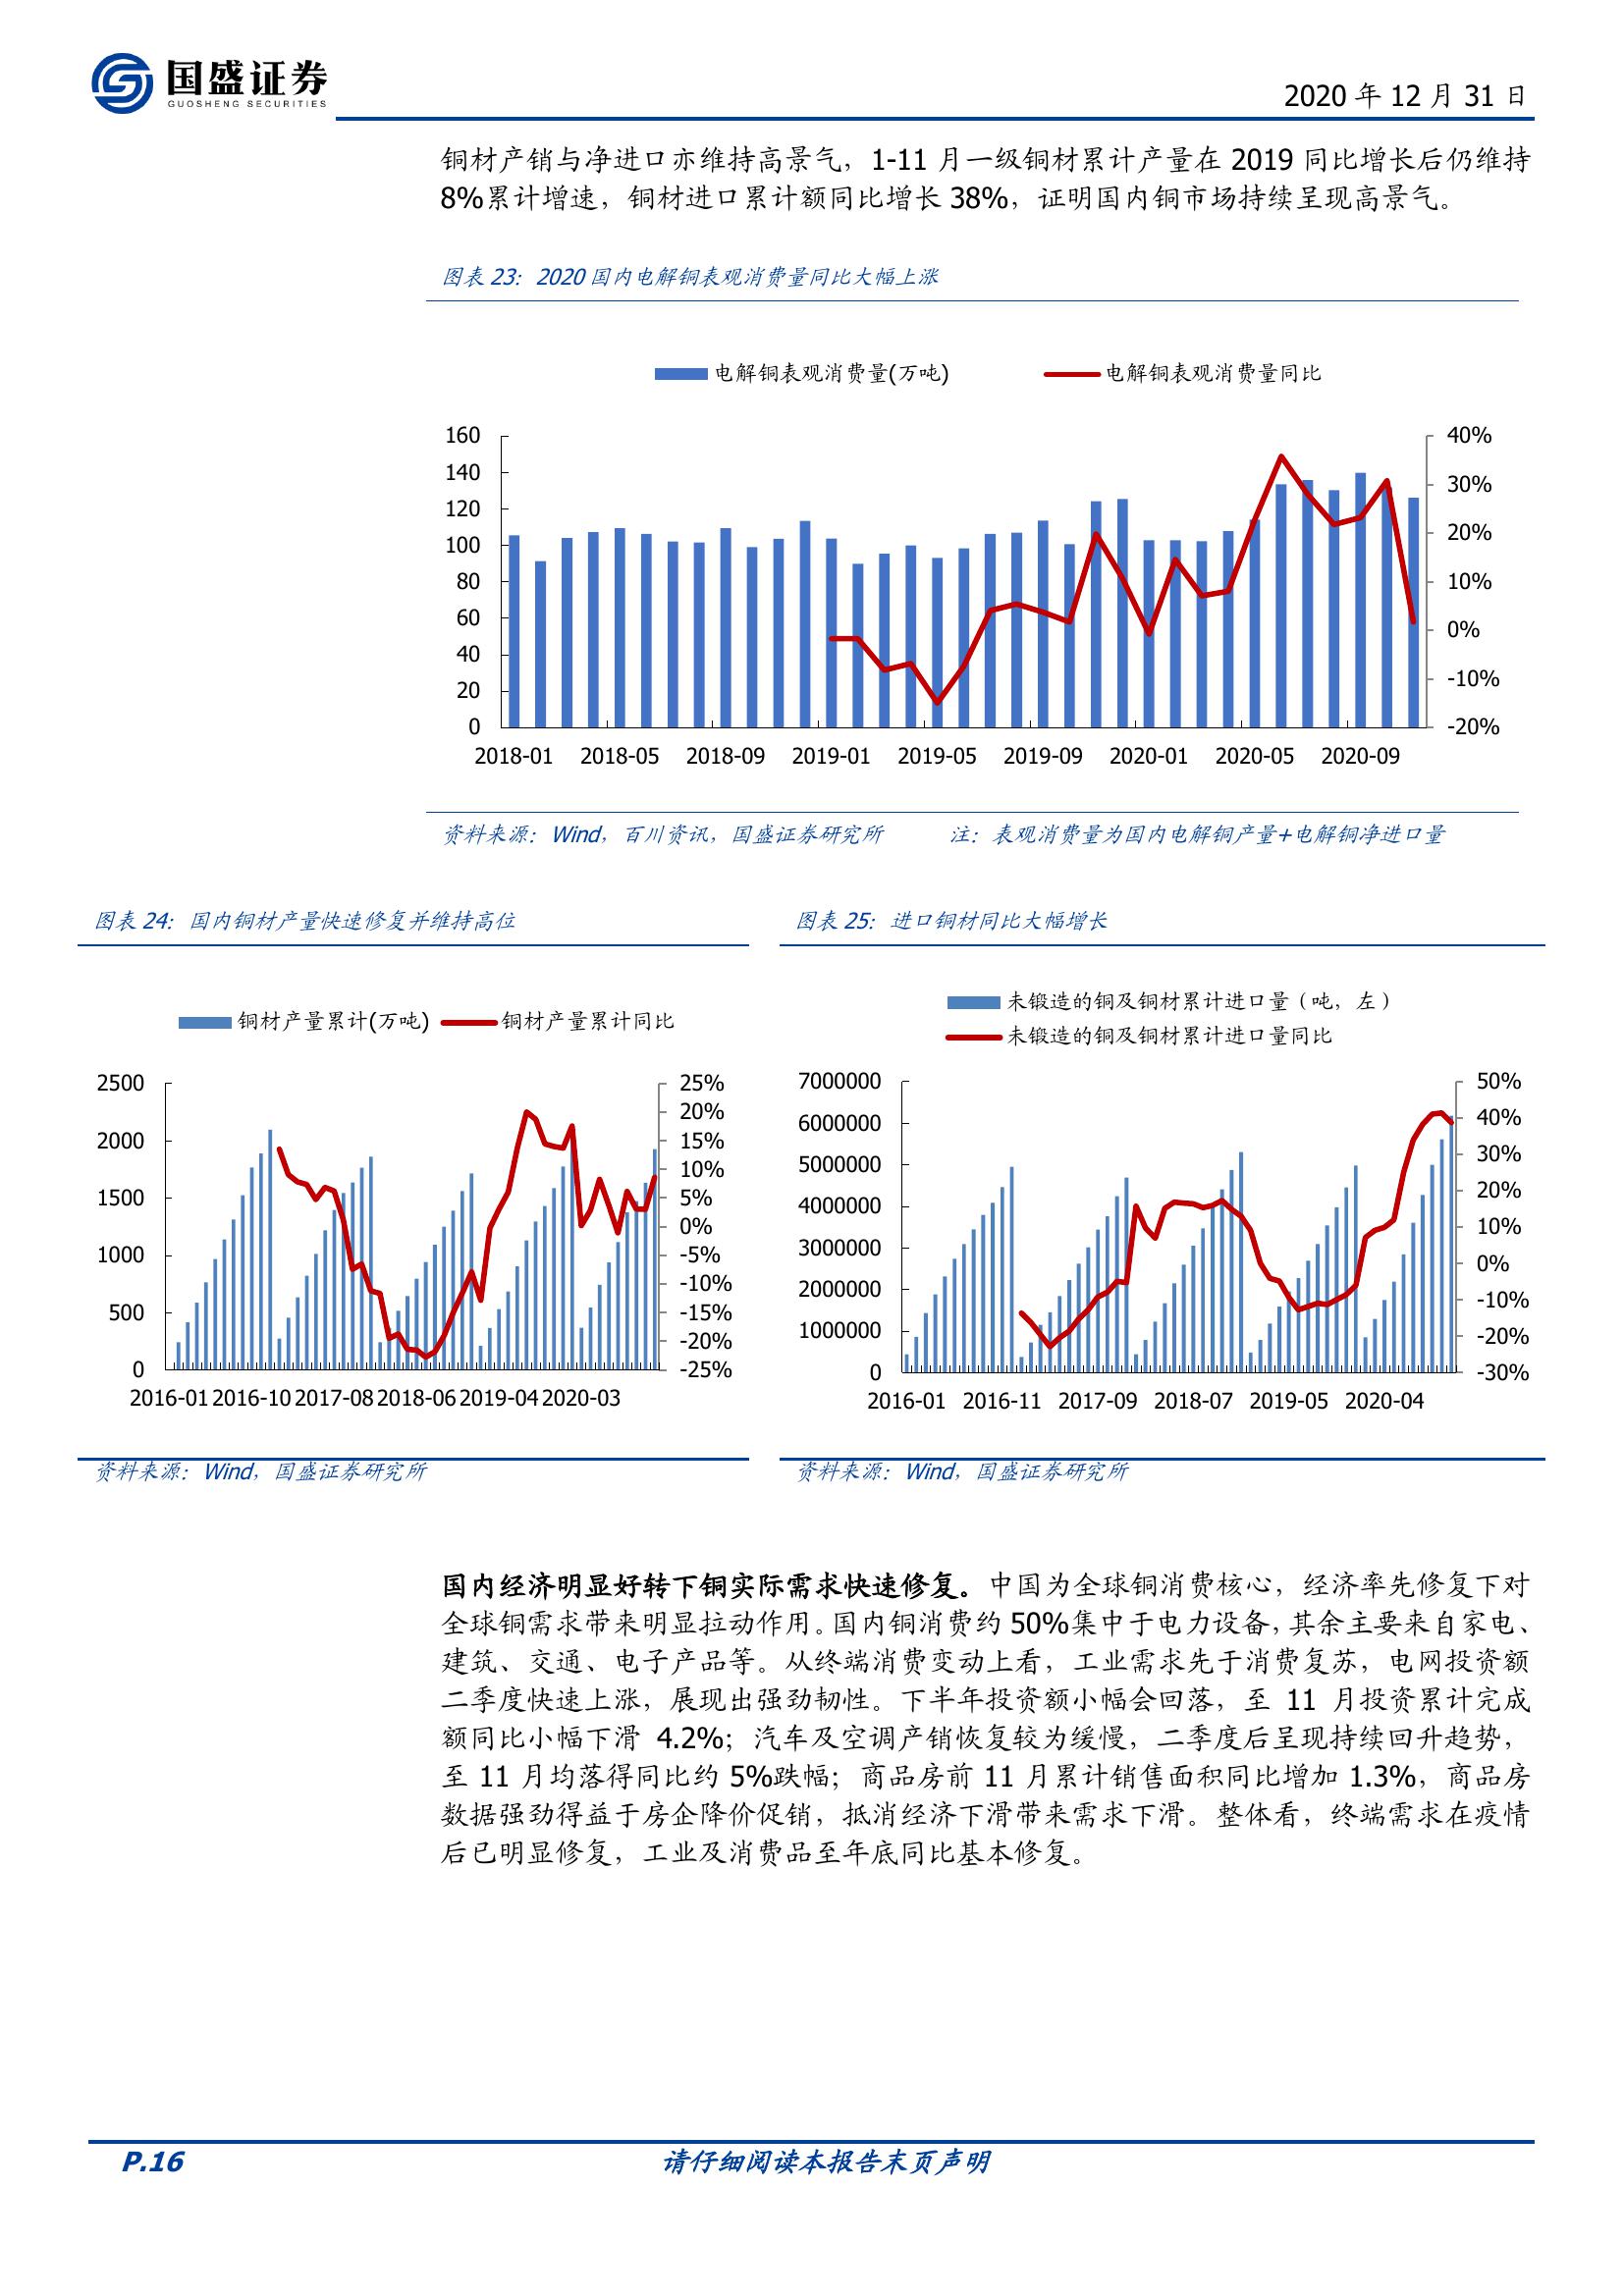 国盛证券
GUOSHENG SECURITIES
2020 年 12 月 31 日
铜材产销与净进口亦维持高景气，1-11 月一级铜材累计产量在 2019 同比增长后仍维持
8%累计增速，铜材进口累计额同比增长 38%，证明国内铜市场持续呈现高景气。
图表 23：2020 国内电解铜表观消费量同比大幅上涨
电解铜表观消费量(万吨)
电解铜表观消费量同比
160
140
120
100
80
60
40
20
0
40%
30%
20%
10%
0%
-10%
-20%
2018-01 2018-05 2018-09 2019-01 2019-05 2019-09 2020-01 2020-05 2020-09
资料来源：Wind，百川资讯，国盛证券研究所 注：表观消费量为国内电解铜产量+电解铜净进口量
图表 24：国内铜材产量快速修复并维持高位
铜材产量累计(万吨) 铜材产量累计同比
2500
2000
1500
1000
500
0
25%
20%
15%
10%
5%
0%
-5%
-10%
-15%
-20%
-25%
2016-01 2016-10 2017-08 2018-06 2019-04 2020-03
资料来源：Wind，国盛证券研究所
图表 25：进口铜材同比大幅增长
未锻造的铜及铜材累计进口量（吨，左）
未锻造的铜及铜材累计进口量同比
7000000
6000000
5000000
4000000
3000000
2000000
1000000
0
50%
40%
30%
20%
10%
0%
-10%
-20%
-30%
2016-01 2016-11 2017-09 2018-07 2019-05 2020-04
资料来源：Wind，国盛证券研究所
国内经济明显好转下铜实际需求快速修复。中国为全球铜消费核心，经济率先修复下对
全球铜需求带来明显拉动作用。国内铜消费约 50%集中于电力设备，其余主要来自家电、
建筑、交通、电子产品等。从终端消费变动上看，工业需求先于消费复苏，电网投资额
二季度快速上涨，展现出强劲韧性。下半年投资额小幅会回落，至 11 月投资累计完成
额同比小幅下滑 4.2%；汽车及空调产销恢复较为缓慢，二季度后呈现持续回升趋势，
至 11 月均落得同比约 5%跌幅；商品房前 11 月累计销售面积同比增加 1.3%，商品房
数据强劲得益于房企降价促销，抵消经济下滑带来需求下滑。整体看，终端需求在疫情
后已明显修复，工业及消费品至年底同比基本修复。
P.16
请仔细阅读本报告末页声明